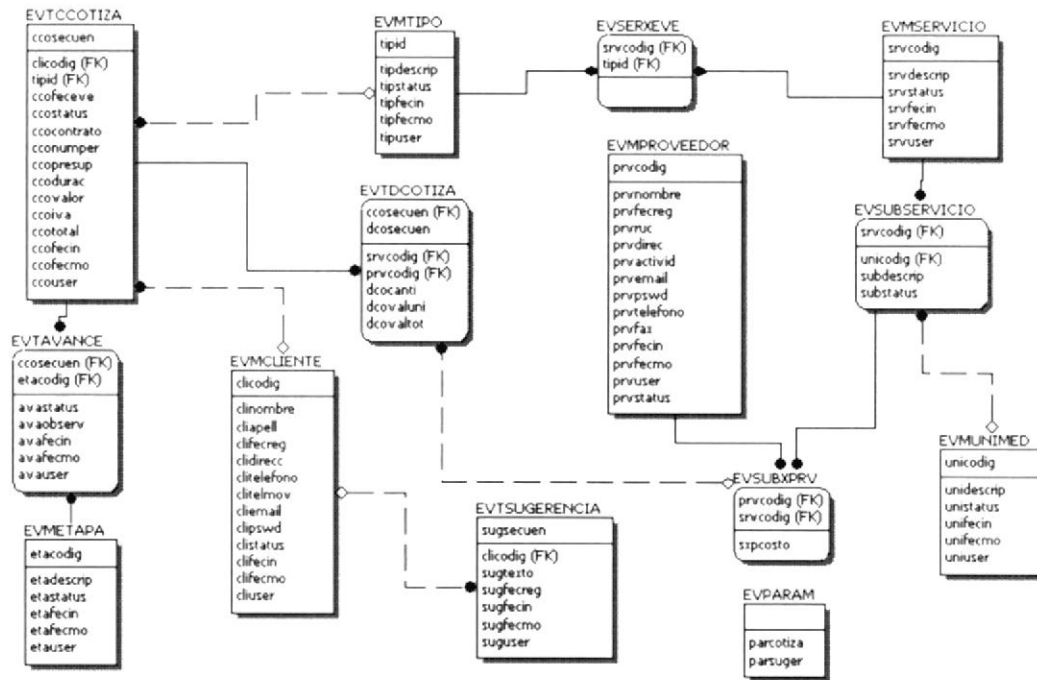 EVTCCOTIZA
ccosecuen
clicodig (FK)
tipid (FK)
ccofeceve
ccostatus
ccocontrato
cconumper
ccopresup
ccodurac
ccovalor
ccoiva
ccototal
ccofecin
ccofecmo
ccouser
EVMTIPO
tipid
tipdescrip
tipstatus
tipfecin
tipfecmo
tipuser
EVSERXEVE
srvcodig (FK)
tipid (FK)
EVMSERVICIO
srvcodig
srvdescrip
srvstatus
srvfecin
srvfecmo
srvuser
EVMPROVEEDOR
prvcodig
prvnombre
prvfecreg
prvruc
prvdirec
prvactivid
prvemail
prvpswd
prvtelefono
prvfax
prvfecin
prvfecmo
prvuser
prvstatus
EVTDCOTIZA
ccosecuen (FK)
dcosecuen
srvcodig (FK)
prvcodig (FK)
dcocanti
dcovaluni
dcovaltot
EVSUBSERVICIO
srvcodig (FK)
unicodig (FK)
subdescrip
substatus
EVTAVANCE
ccosecuen (FK)
etacodig (FK)
avastatus
avaobserv
avafecin
avafecmo
avauser
EVMCLIENTE
clicodig
clinombre
cliapell
clifecreg
clidirecc
clitelefono
clitelmov
cliemail
clipswd
clistatus
clifecin
clifecmo
cliuser
EVMUNIMED
unicodig
unidescrip
unistatus
unifecin
unifecmo
uniuser
EVSUBXPRV
prvcodig (FK)
srvcodig (FK)
sxpcosto
EVTSUGERENCIA
sugsecuen
clicodig (FK)
sugtexto
sugfecreg
sugfecin
sugfecmo
suguser
EVMETAPA
etacodig
etadescrip
etastatus
etafecin
etafecmo
etauser
EVPARAM
parcotiza
parsuger